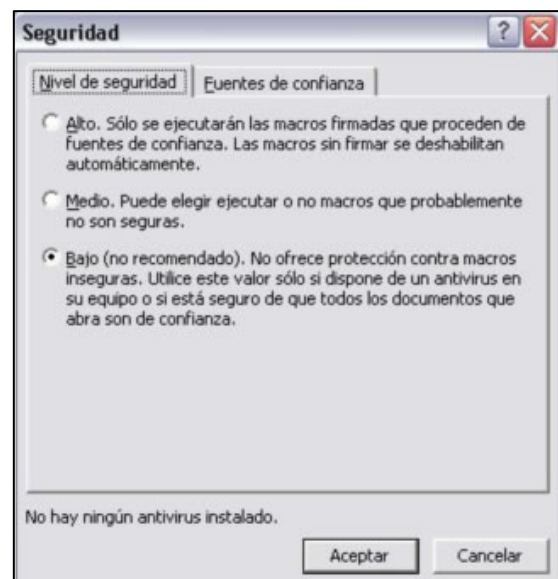 Seguridad
Nivel de seguridad
Fuentes de confianza
Alto. Sólo se ejecutarán las macros firmadas que proceden de
fuentes de confianza. Las macros sin firmar se deshabilitan
automáticamente.
Medio. Puede elegir ejecutar o no macros que probablemente
no son seguras.
Bajo (no recomendado). No ofrece protección contra macros
inseguras. Utilice este valor sólo si dispone de un antivirus en
su equipo o si está seguro de que todos los documentos que
abra son de confianza.
No hay ningún antivirus instalado.
Aceptar
Cancelar